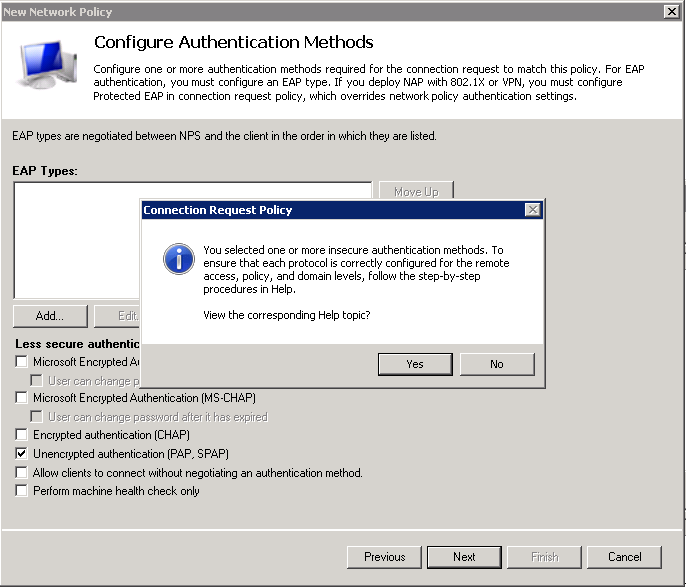 New Network Policy
Configure Authentication Methods
Configure one or more authentication methods required for the connection request to match this policy. For EAP
authentication, you must configure an EAP type. If you deploy NAP with 802.1X or VPN, you must configure
Protected EAP in connection request policy, which overrides network policy authentication settings.
EAP types are negotiated between NPS and the client in the order in which they are listed.
EAP Types:
Move Up
Connection Request Policy
You selected one or more insecure authentication methods. To
ensure that each protocol is correctly configured for the remote
access, policy, and domain levels, follow the step-by-step
procedures in Help.
View the corresponding Help topic?
Yes
No
Add...
Edit.
Less secure authentic
Microsoft Encrypted Au
User can change p
Microsoft Encrypted Authentication (MS-CHAP)
User can change password after it has expired
Encrypted authentication (CHAP)
Unencrypted authentication (PAP, SPAP)
Allow clients to connect without negotiating an authentication method.
Perform machine health check only
Previous
Next
Finish
Cancel